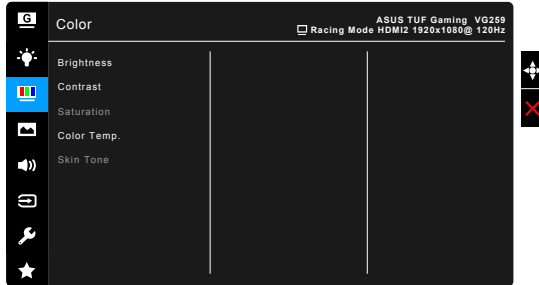 G
Color
ASUS TUF Gaming VG259
Racing Mode HDMI2 1920x1080@ 120Hz
Brightness
Contrast
Saturation
Color Temp.
Skin Tone